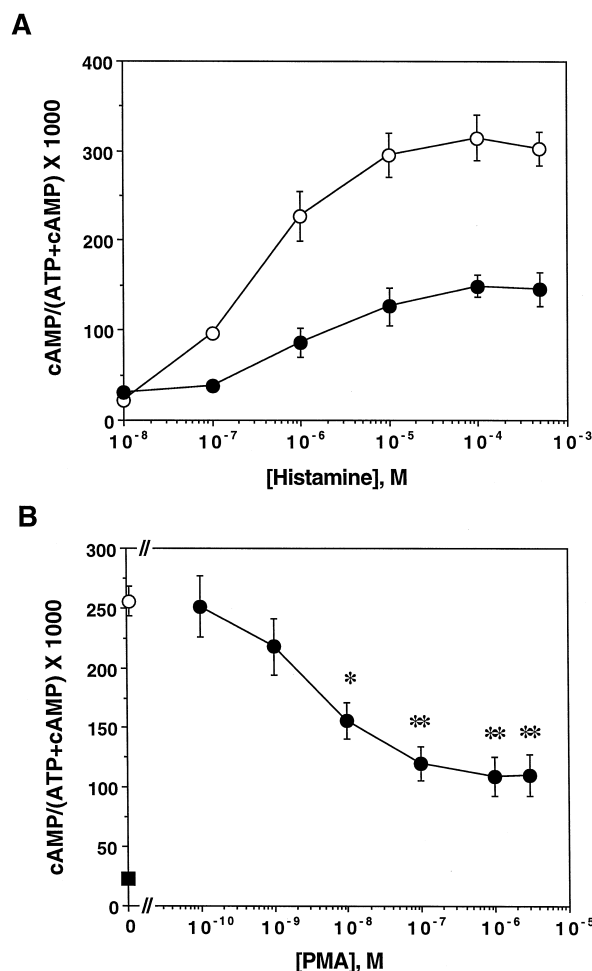 A
cAMP/(ATP+cAMP) X 1000
400
300
200
100
0
10-8 10-7 10-6 10-5 10-4 10-3
[Histamine], M
B
cAMP/(ATP+cAMP) X 1000
300
250
200
150
100
50
0
* ** ** **
0 10-10 10-9 10-8 10-7 10-6 10-5
[PMA], M